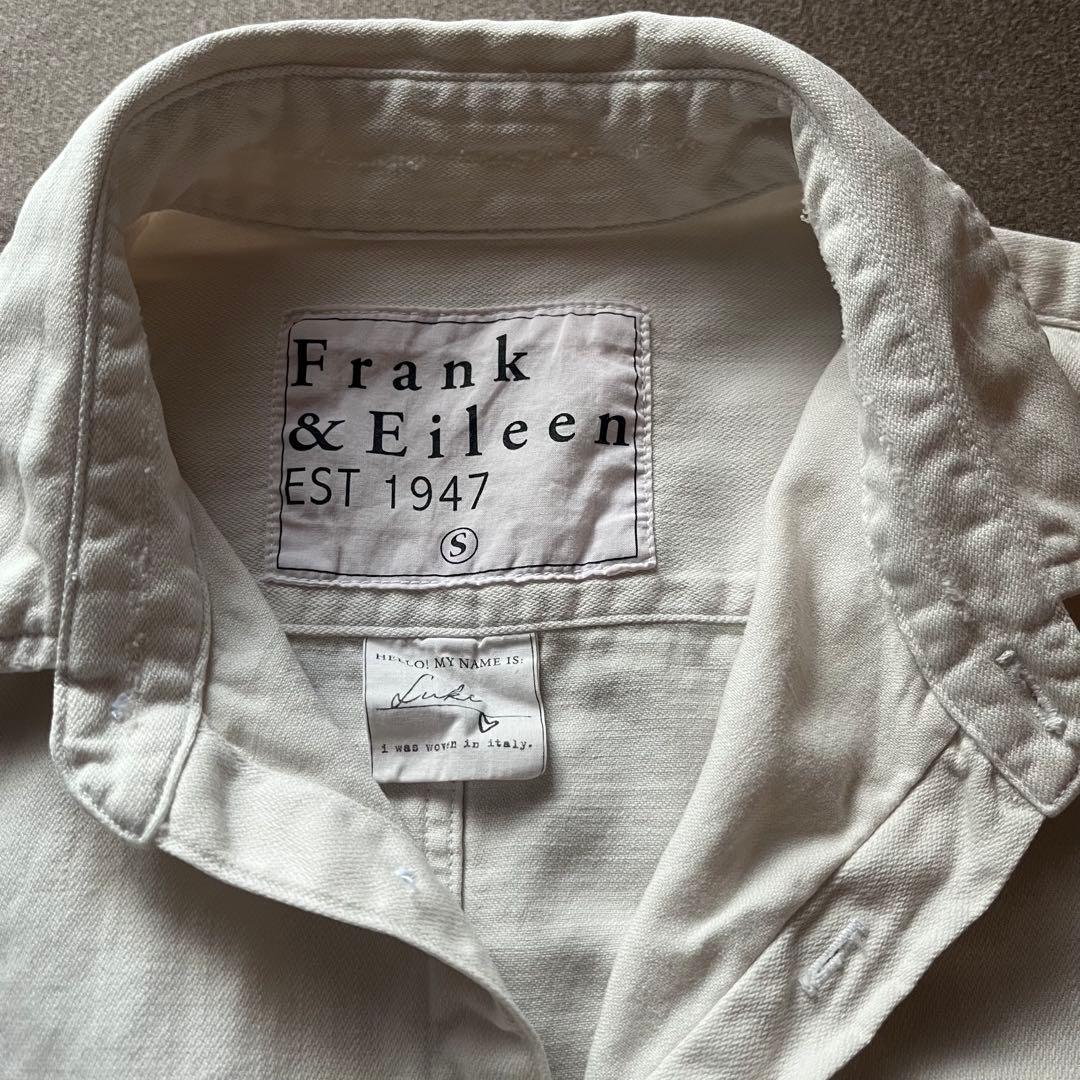 Frank
& Eileen
EST 1947
S
HELLO! MY NAME IS:
Luke
i was woven in italy.